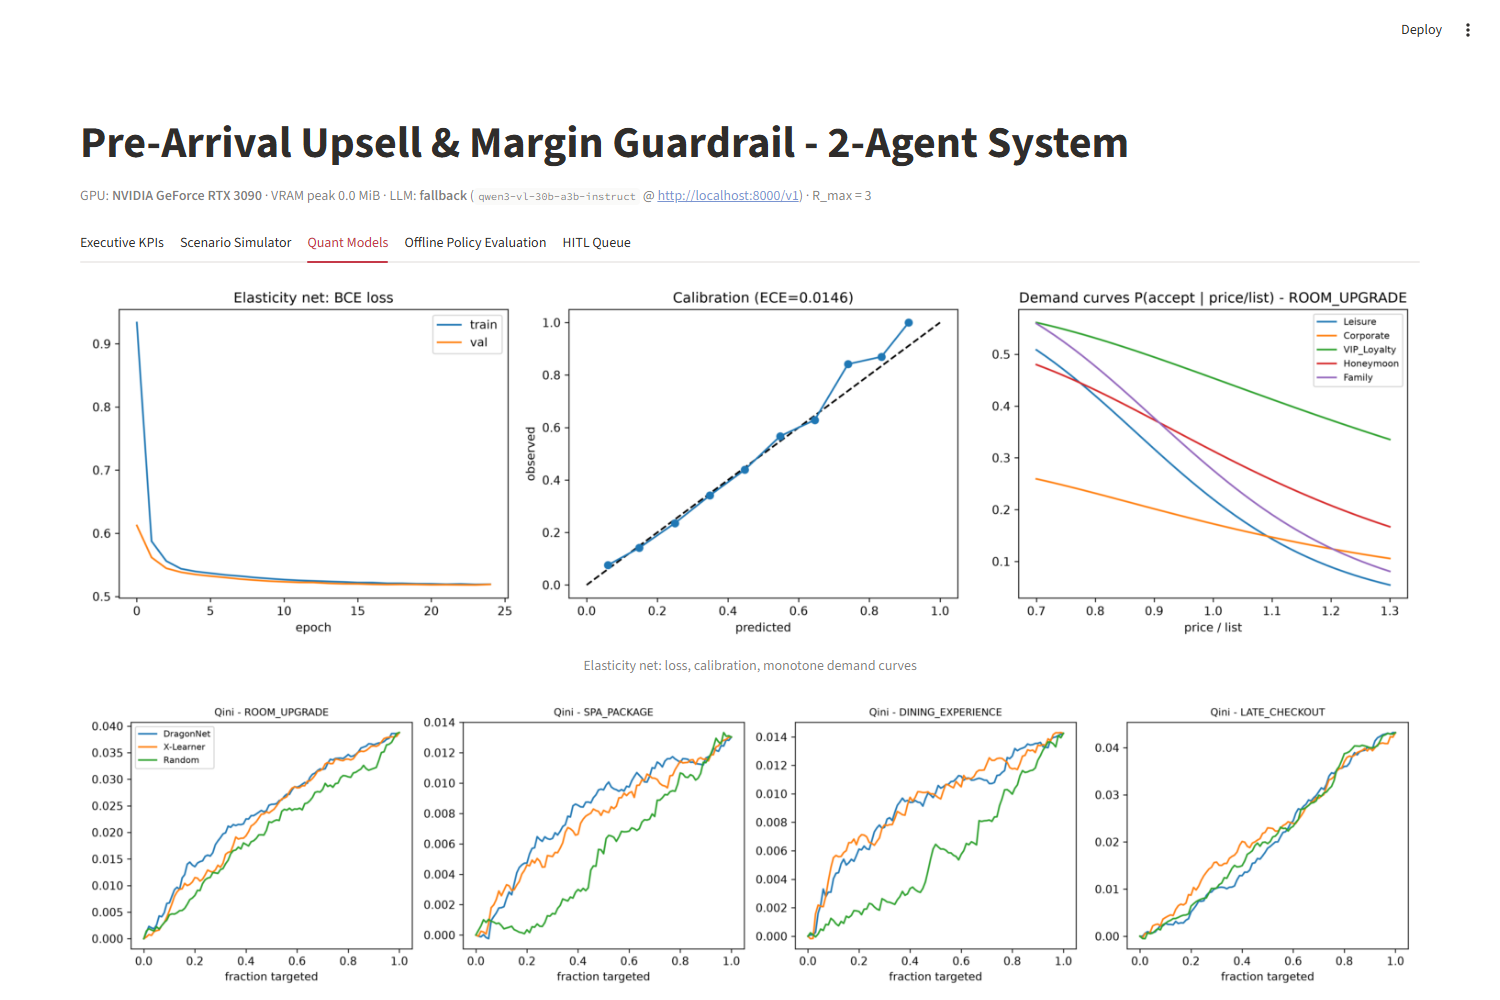 Deploy
Pre-Arrival Upsell & Margin Guardrail - 2-Agent System
GPU: NVIDIA GeForce RTX 3090 · VRAM peak 0.0 MiB · LLM: fallback ( qwen3-vl-30b-a3b-instruct @ http://localhost:8000/v1) · R_max = 3
Executive KPIs Scenario Simulator Quant Models Offline Policy Evaluation HITL Queue
Elasticity net: BCE loss
train
val
0.9
0.8
0.7
0.6
0.5
0 5 10 15 20 25
epoch
Calibration (ECE=0.0146)
1.0
0.8
0.6
0.4
0.2
0.0
observed
0.0 0.2 0.4 0.6 0.8 1.0
predicted
Demand curves P(accept | price/list) - ROOM_UPGRADE
Leisure
Corporate
VIP_Loyalty
Honeymoon
Family
0.5
0.4
0.3
0.2
0.1
0.7 0.8 0.9 1.0 1.1 1.2 1.3
price / list
Elasticity net: loss, calibration, monotone demand curves
Qini - ROOM_UPGRADE
DragonNet
X-Learner
Random
0.040
0.035
0.030
0.025
0.020
0.015
0.010
0.005
0.000
0.0 0.2 0.4 0.6 0.8 1.0
fraction targeted
Qini - SPA_PACKAGE
0.014
0.012
0.010
0.008
0.006
0.004
0.002
0.000
0.0 0.2 0.4 0.6 0.8 1.0
fraction targeted
Qini - DINING_EXPERIENCE
0.014
0.012
0.010
0.008
0.006
0.004
0.002
0.000
0.0 0.2 0.4 0.6 0.8 1.0
fraction targeted
Qini - LATE_CHECKOUT
0.04
0.03
0.02
0.01
0.00
0.0 0.2 0.4 0.6 0.8 1.0
fraction targeted